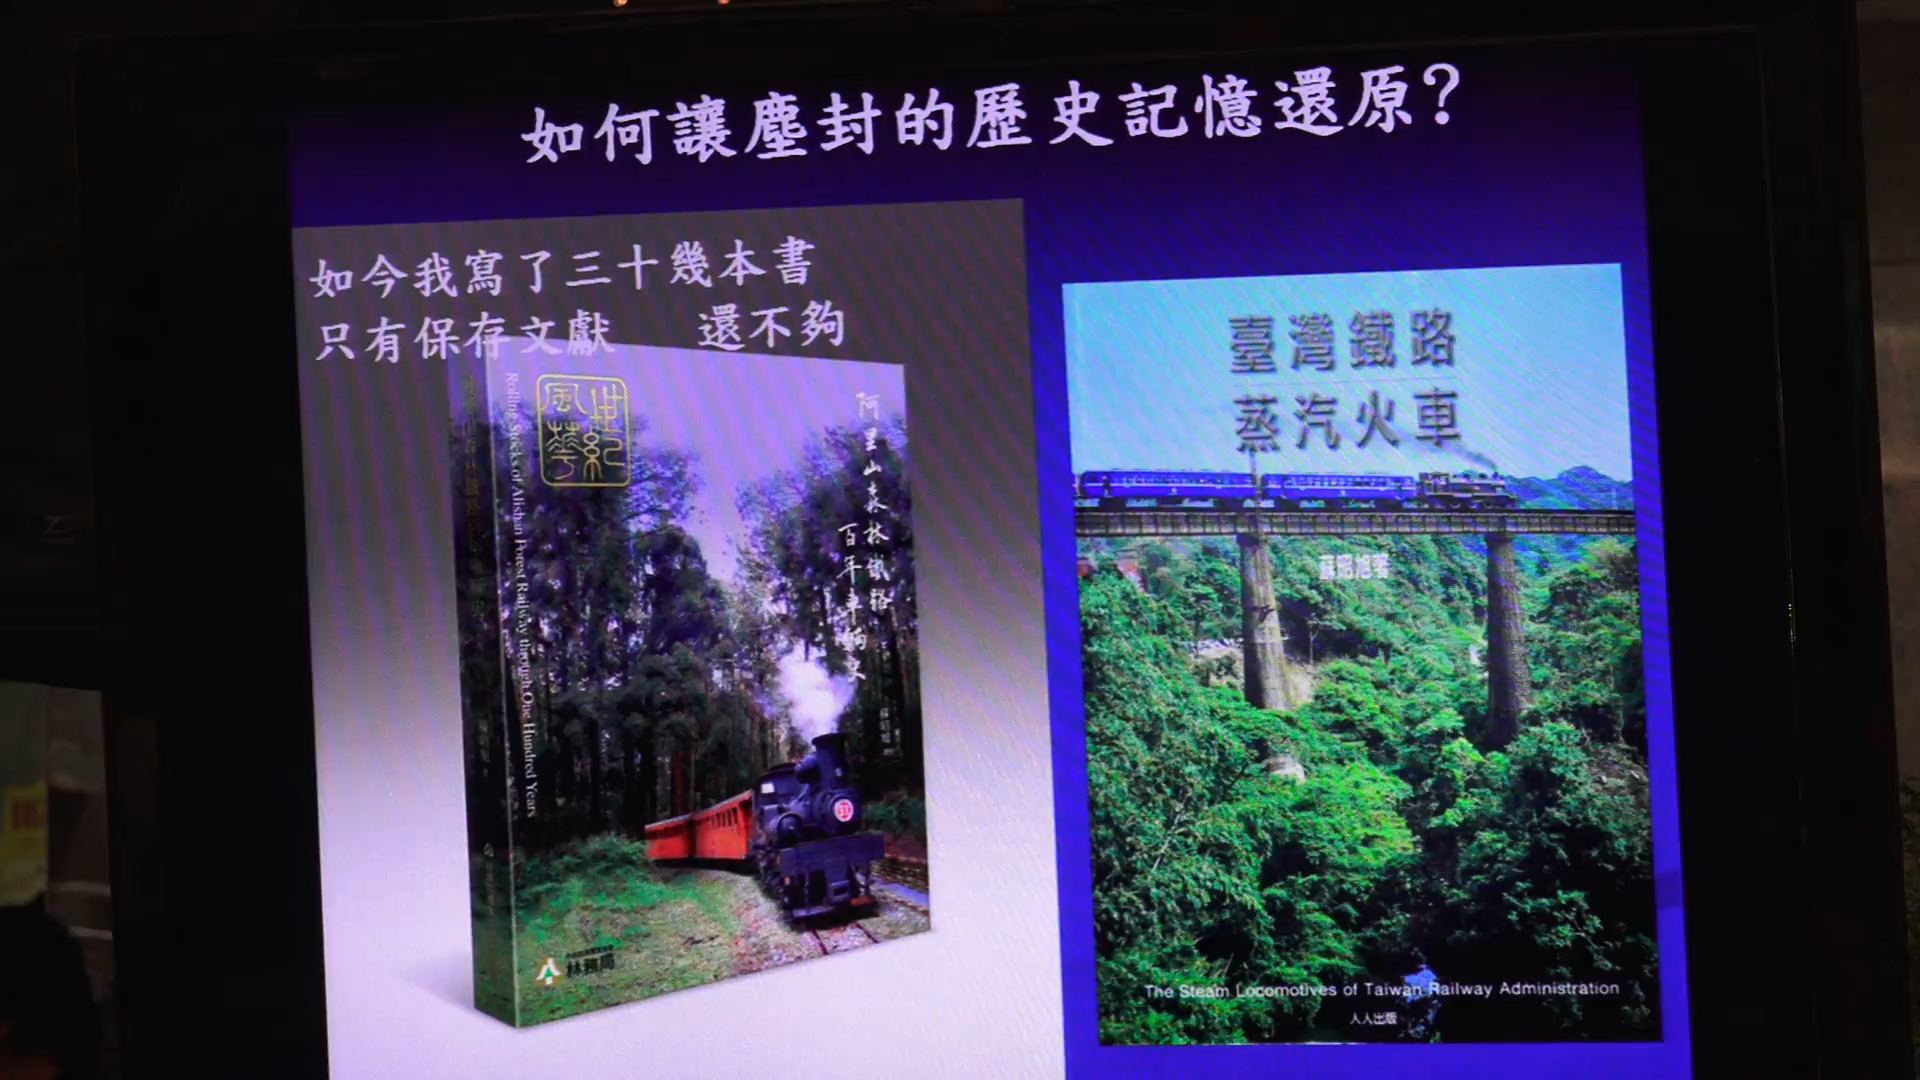 如何讓塵封的歷史記憶還原?
如今我寫了三十幾本書
只有保存文獻　還不夠
世紀風華
阿里山森林鐵路
百年車輛史
Rolling Stocks of Alishan Forest Railway through One Hundred Years
31
林務局
臺灣鐵路
蒸汽火車
蘇昭旭著
The Steam Locomotives of Taiwan Railway Administration
人人出版